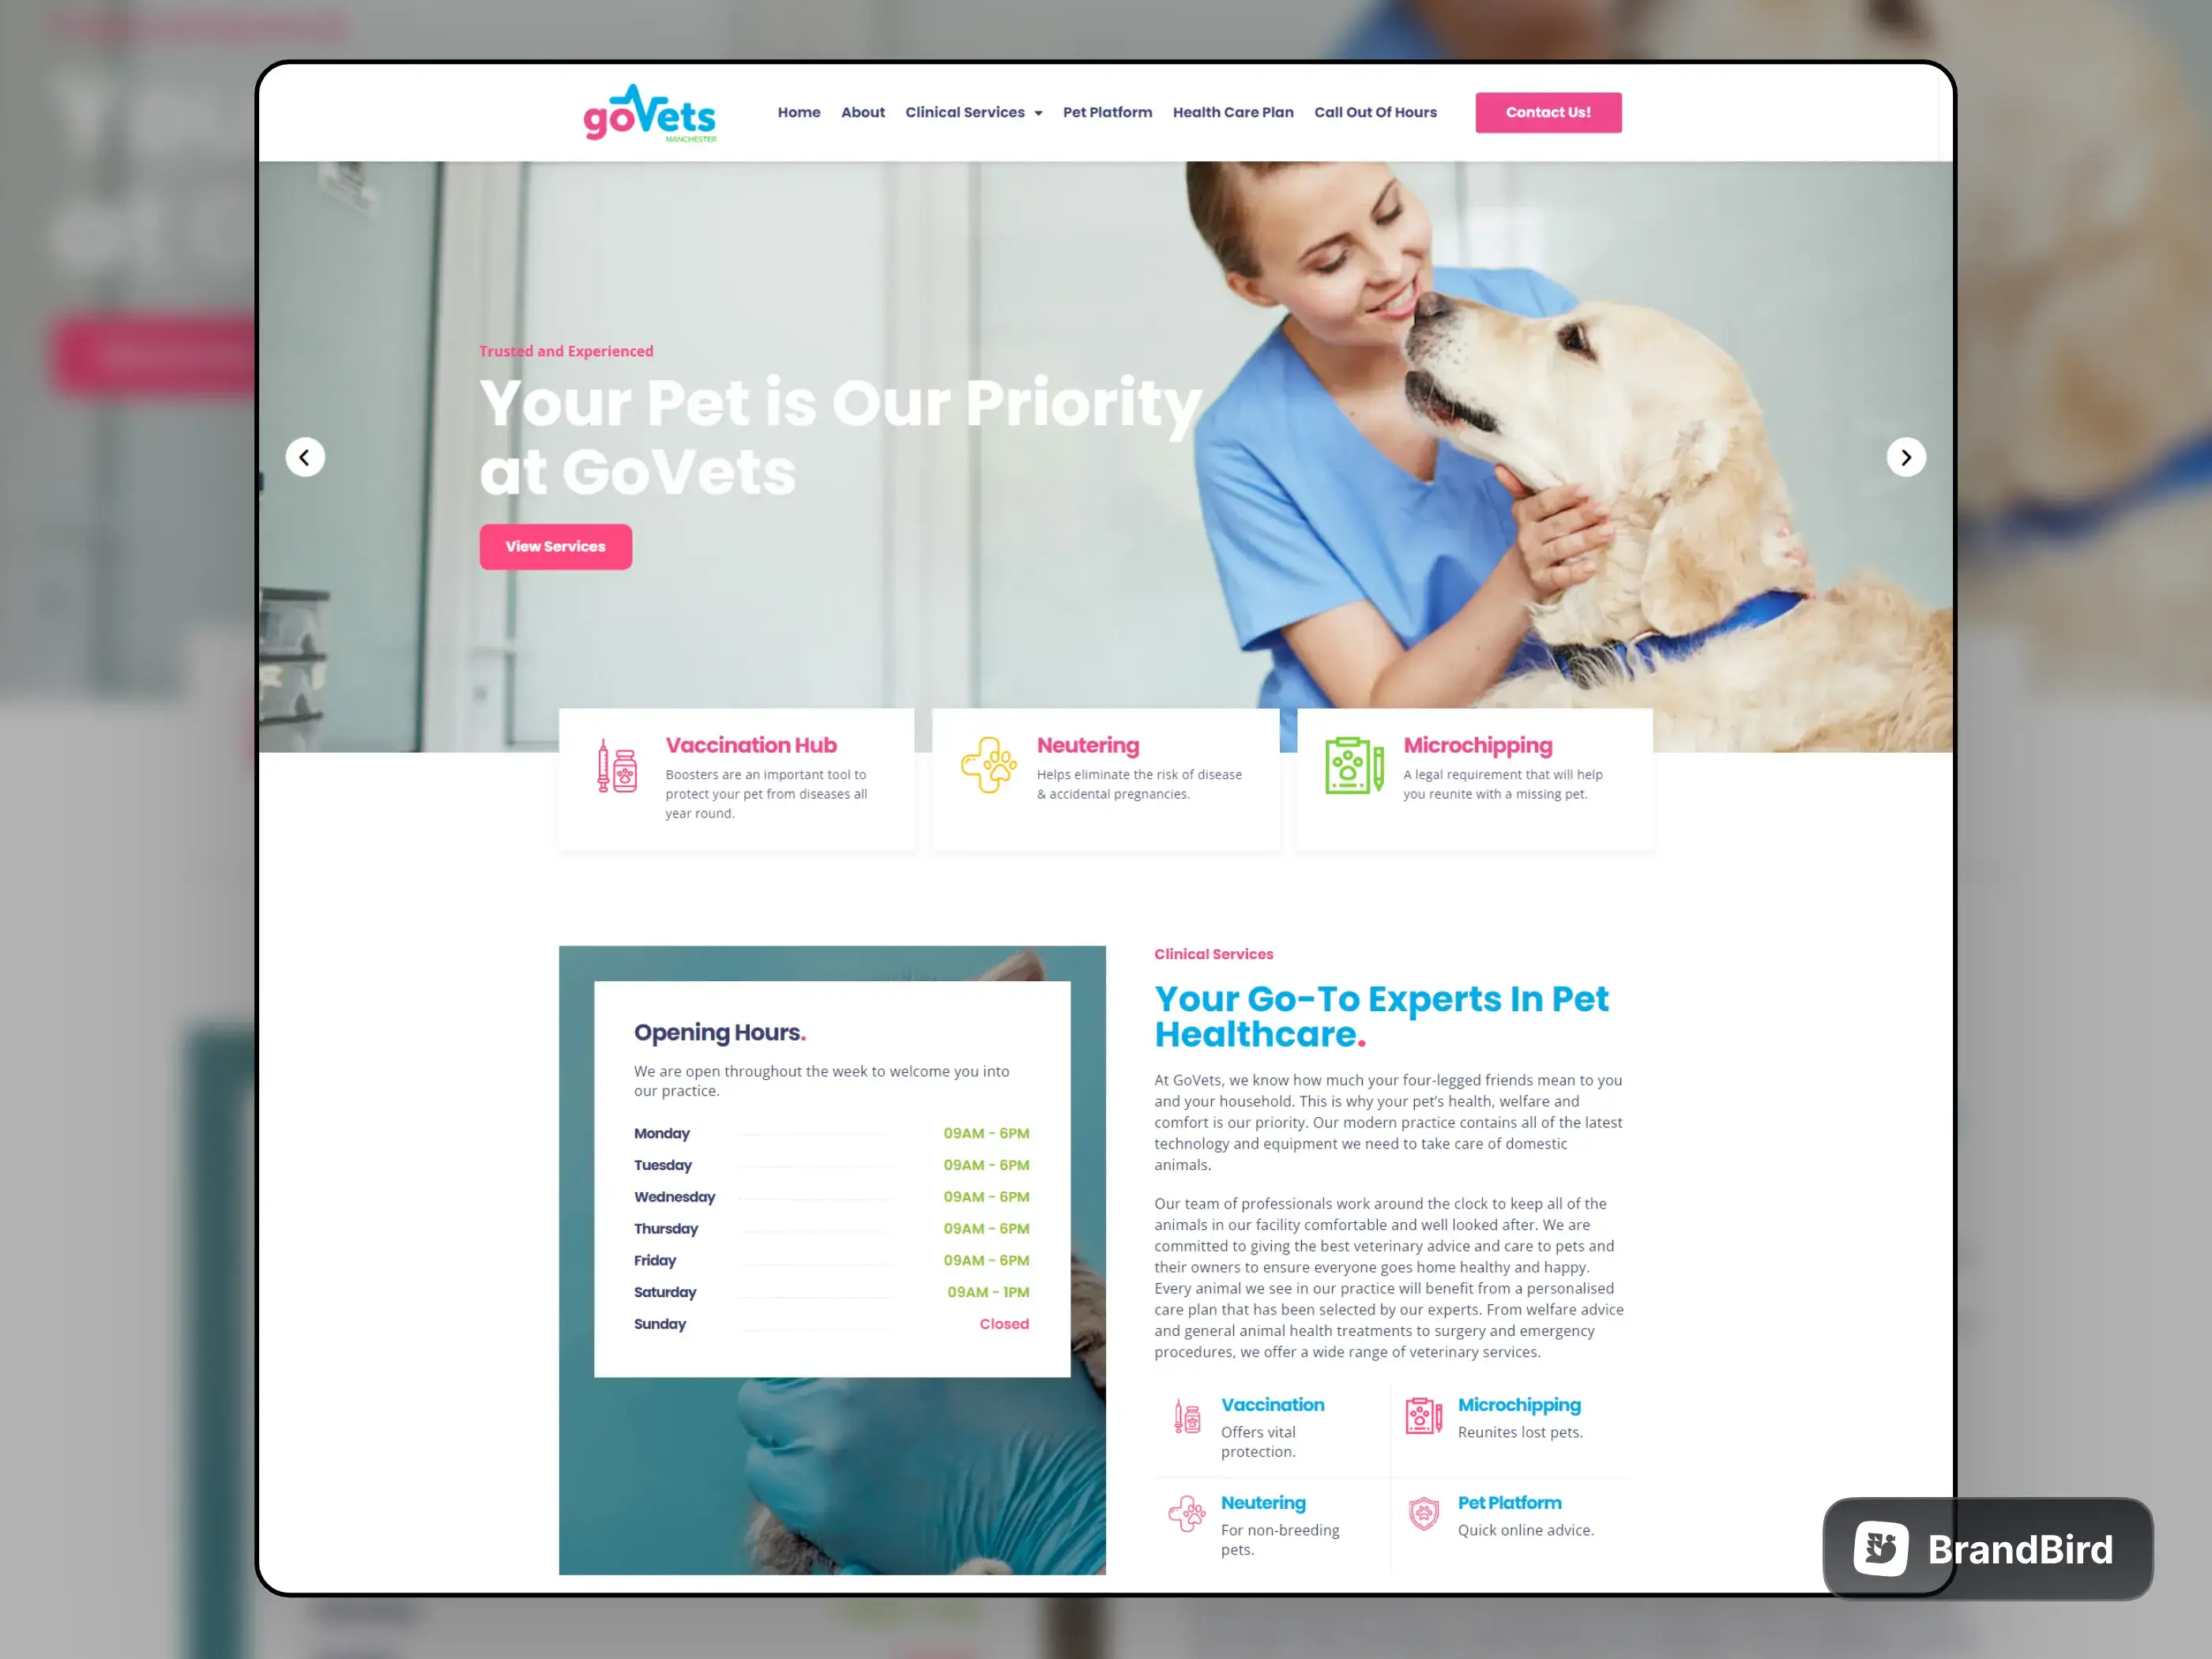 goVets
MANCHESTER
Home About Clinical Services Pet Platform Health Care Plan Call Out Of Hours Contact Us!
Trusted and Experienced
Your Pet is Our Priority
at GoVets
View Services
Vaccination Hub
Boosters are an important tool to
protect your pet from diseases all
year round.
Neutering
Helps eliminate the risk of disease
& accidental pregnancies.
Microchipping
A legal requirement that will help
you reunite with a missing pet.
Opening Hours.
We are open throughout the week to welcome you into
our practice.
Monday 09AM - 6PM
Tuesday 09AM - 6PM
Wednesday 09AM - 6PM
Thursday 09AM - 6PM
Friday 09AM - 6PM
Saturday 09AM - 1PM
Sunday Closed
Clinical Services
Your Go-To Experts In Pet
Healthcare.
At GoVets, we know how much your four-legged friends mean to you
and your household. This is why your pet's health, welfare and
comfort is our priority. Our modern practice contains all of the latest
technology and equipment we need to take care of domestic
animals.
Our team of professionals work around the clock to keep all of the
animals in our facility comfortable and well looked after. We are
committed to giving the best veterinary advice and care to pets and
their owners to ensure everyone goes home healthy and happy.
Every animal we see in our practice will benefit from a personalised
care plan that has been selected by our experts. From welfare advice
and general animal health treatments to surgery and emergency
procedures, we offer a wide range of veterinary services.
Vaccination
Offers vital
protection.
Microchipping
Reunites lost pets.
Neutering
For non-breeding
pets.
Pet Platform
Quick online advice.
BrandBird